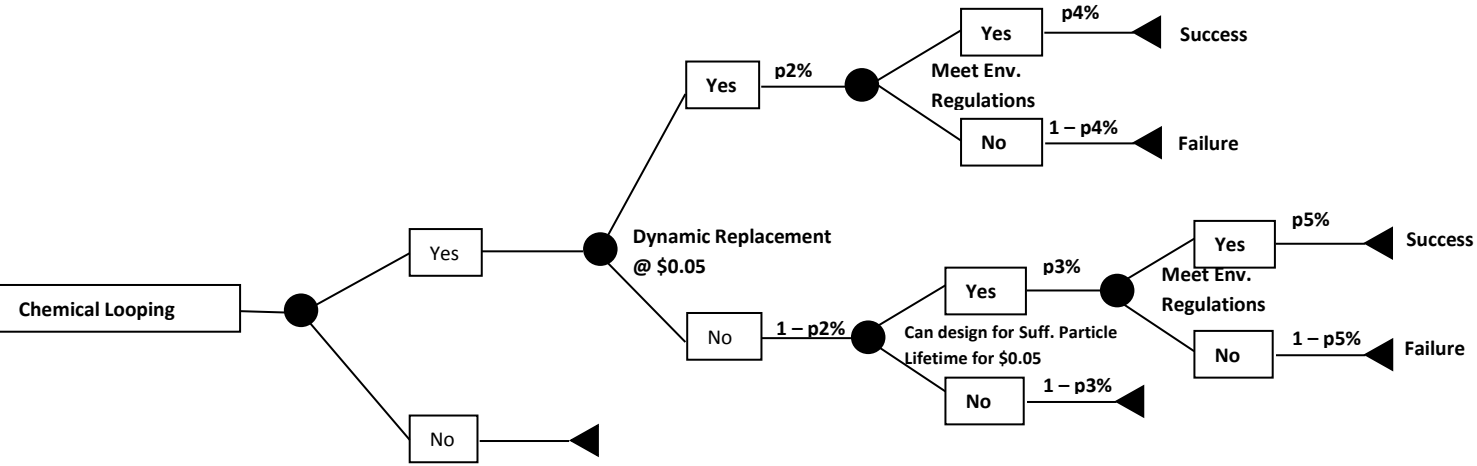 p4%
Yes
Success
Yes
p2%
Meet Env.
Regulations
No
1 – p4%
Failure
Dynamic Replacement
@ $0.05
Yes
p5%
Yes
Success
Meet Env.
Regulations
p3%
Yes
Chemical Looping
No
1 – p2%
Can design for Suff. Particle
Lifetime for $0.05
1 – p5%
No
Failure
1 – p3%
No
No